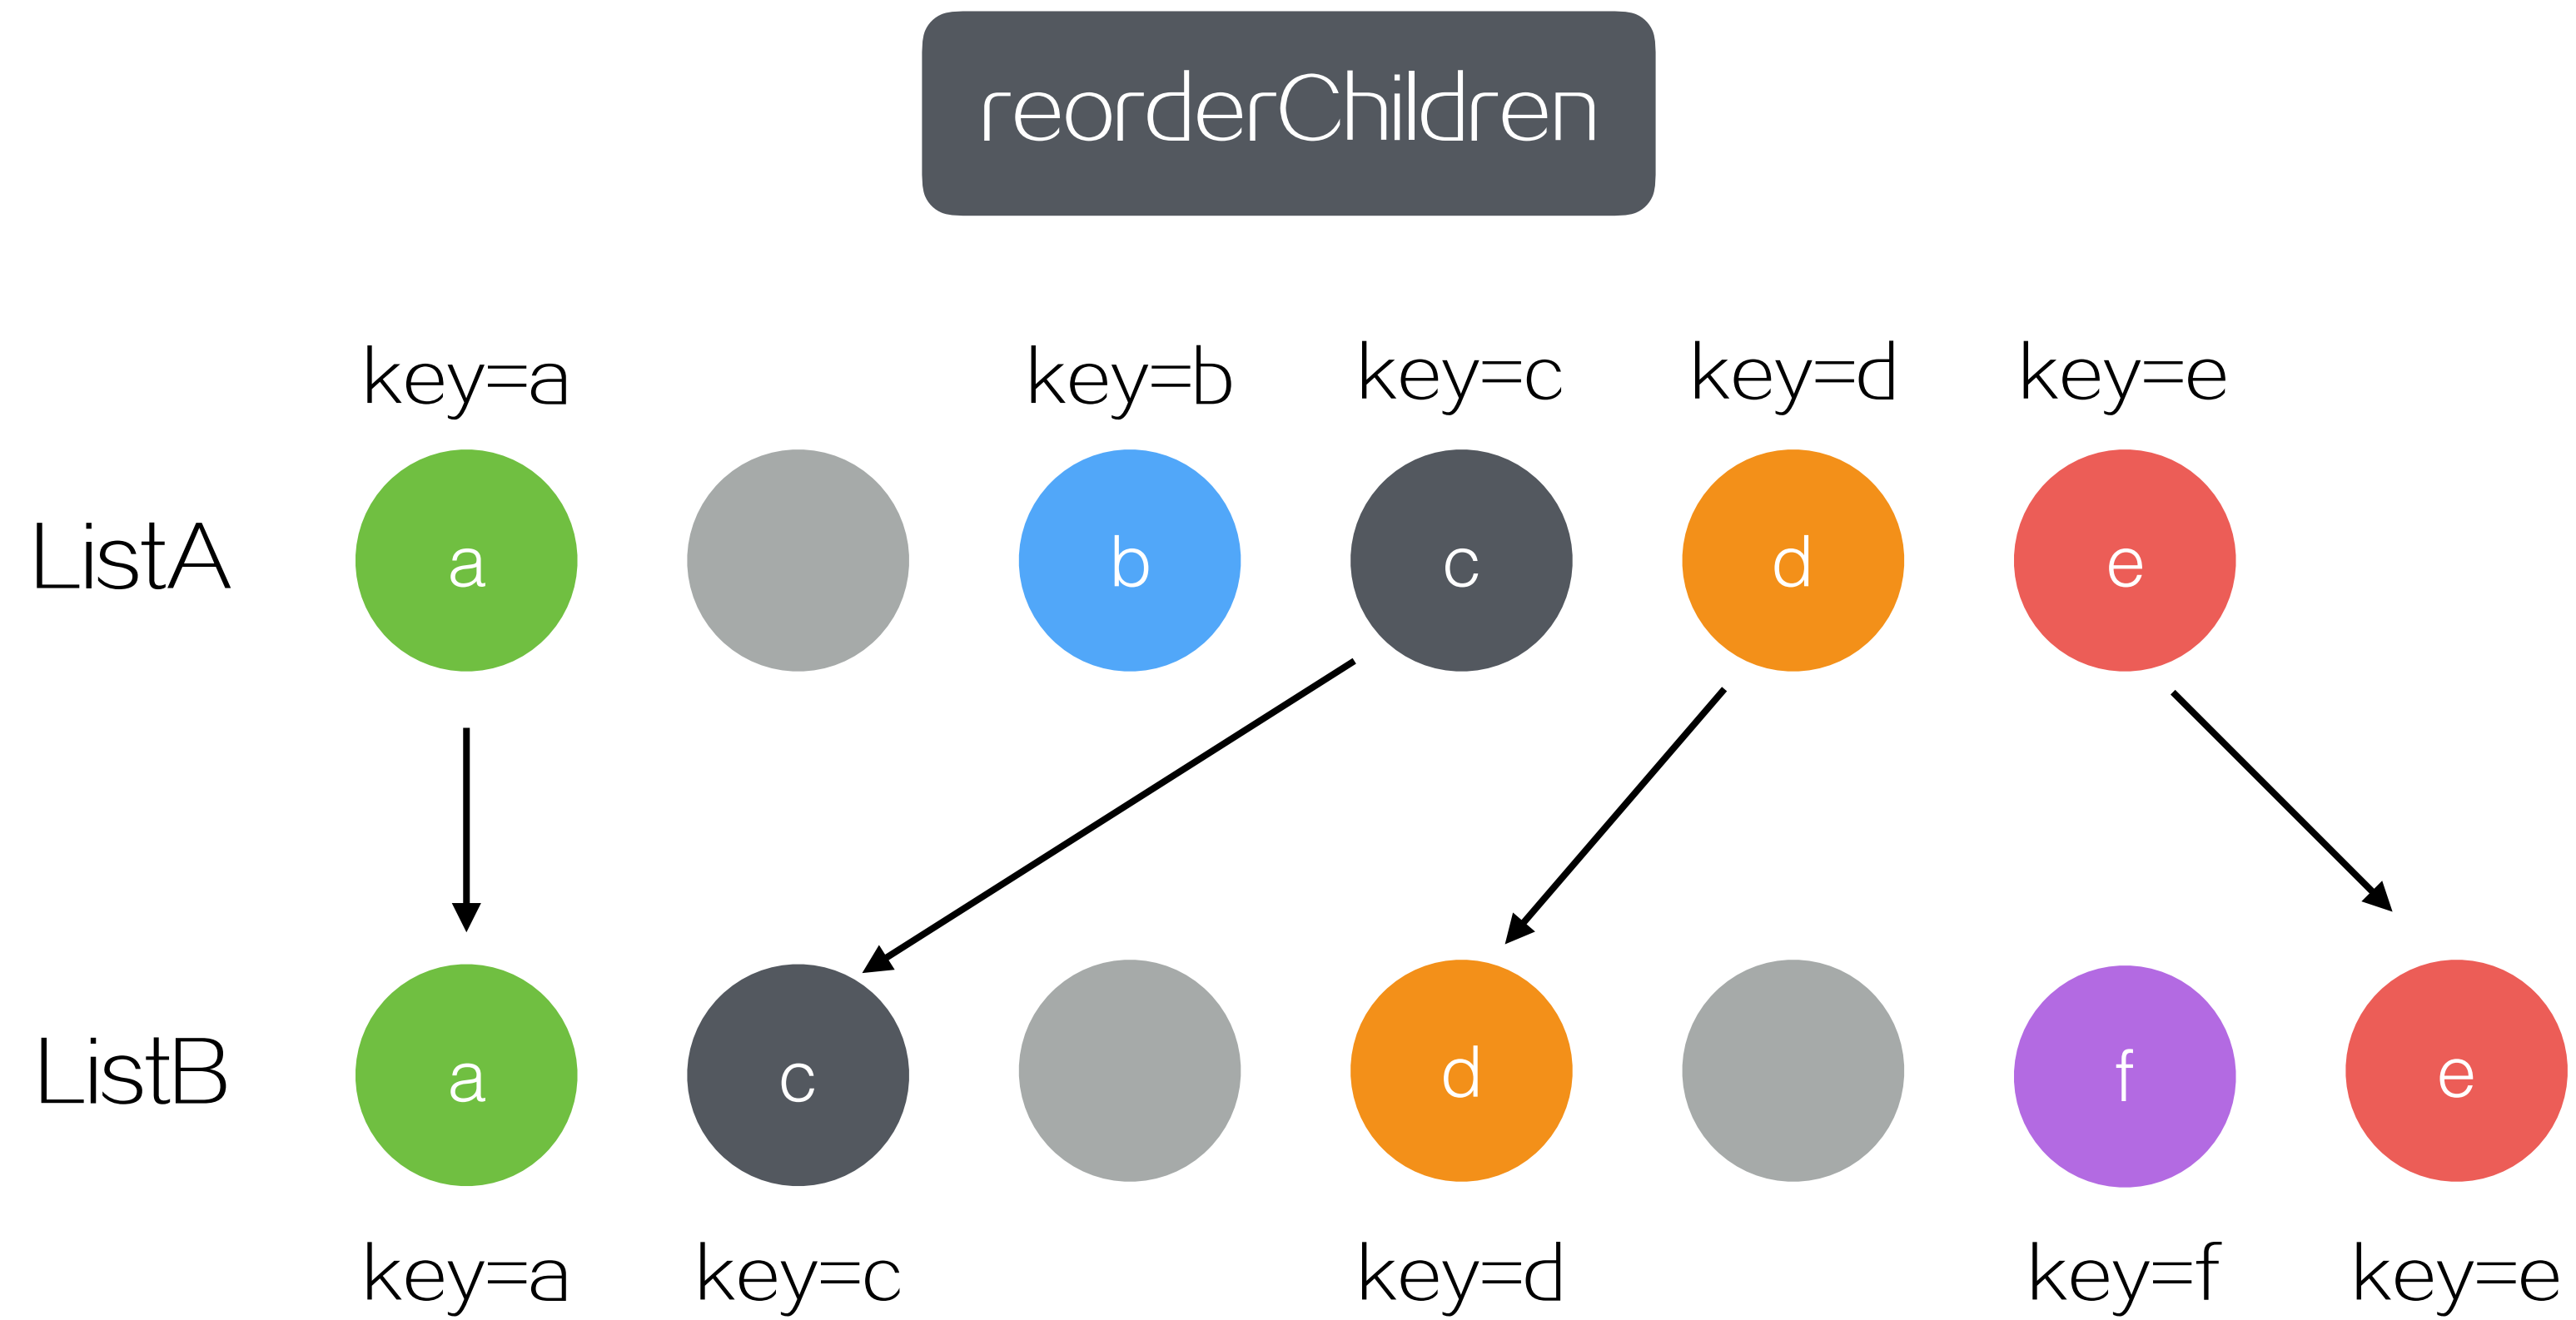 reorderChildren
key=a key=b key=c key=d key=e
ListA a b c d e
ListB a c d f e
key=a key=c key=d key=f key=e